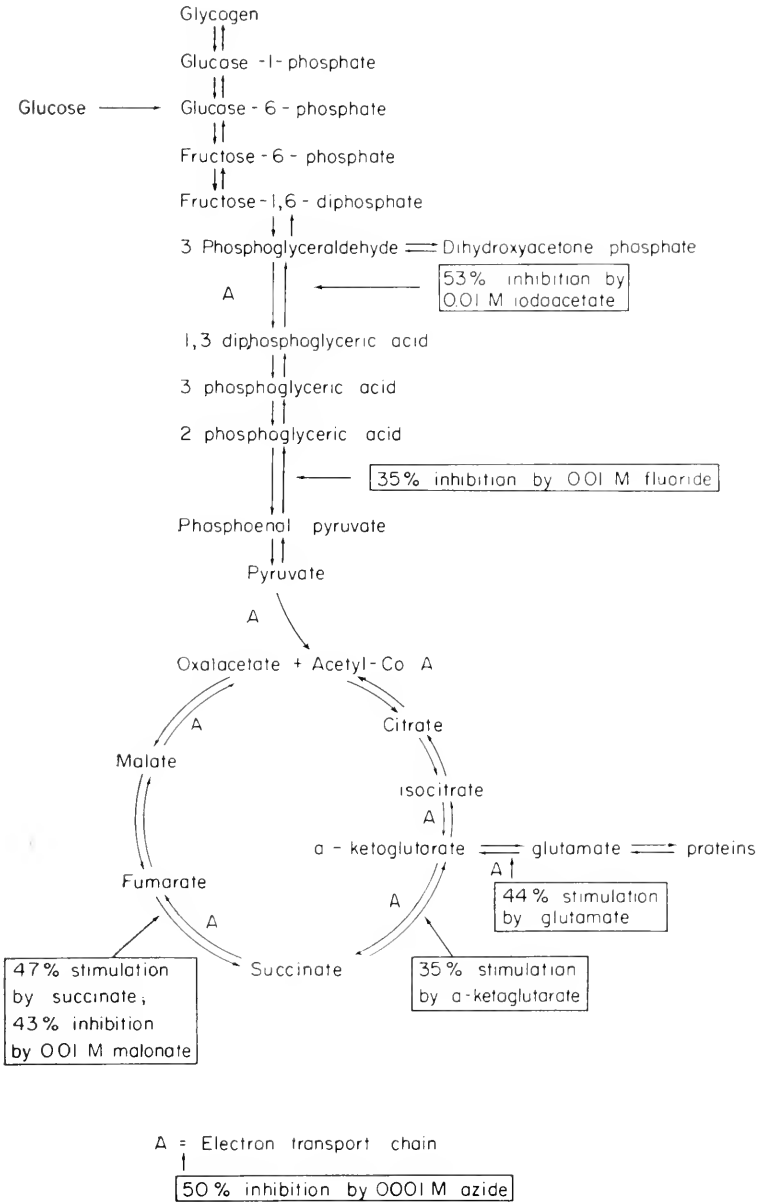 Glycogen
Glucose -1- phosphate
Glucose → Glucose - 6 - phosphate
Fructose - 6 - phosphate
Fructose - 1,6 - diphosphate
3 Phosphoglyceraldehyde ⇌ Dihydroxyacetone phosphate
53% inhibition by
0.01 M iodoacetate
A
1,3 diphosphoglyceric acid
3 phosphoglyceric acid
2 phosphoglyceric acid
35% inhibition by 0.01 M fluoride
Phosphoenol pyruvate
Pyruvate
A
Oxalacetate + Acetyl-Co A
A
Citrate
Malate
isocitrate
A
a - ketoglutarate ⇌ glutamate ⇌ proteins
A
Fumarate
44% stimulation
by glutamate
A
A
47% stimulation
by succinate;
43% inhibition
by 0.01 M malonate
Succinate
35% stimulation
by a-ketoglutarate
A = Electron transport chain
50% inhibition by 0.001 M azide